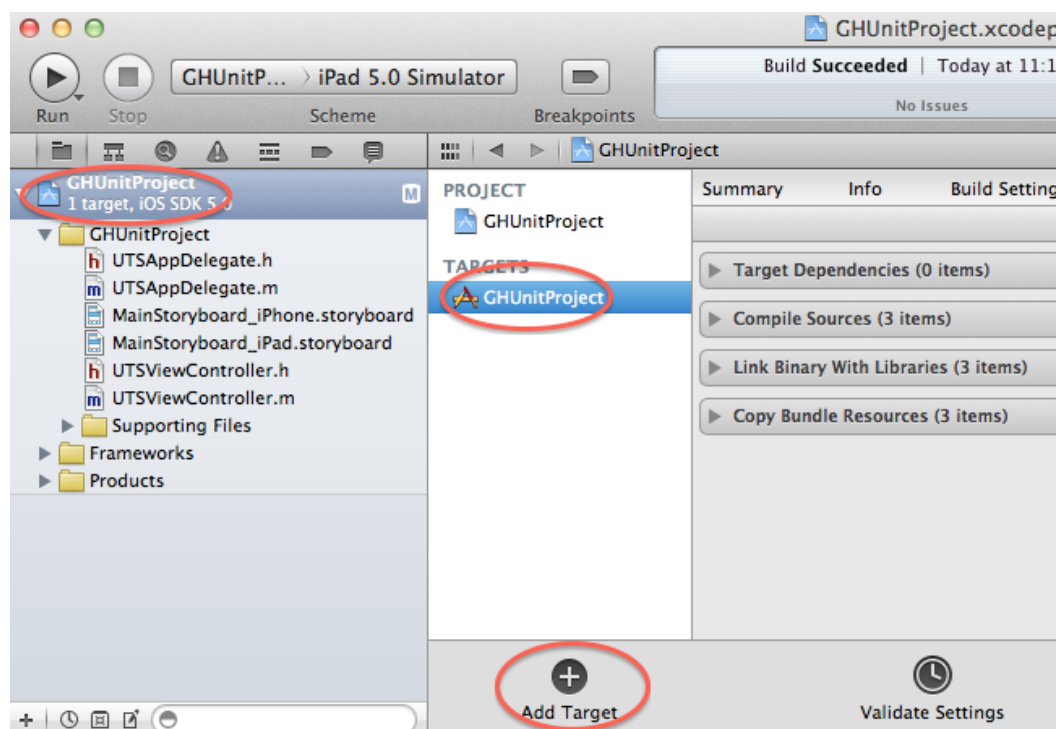 GHUnitProject.xcodep
GHUnitP... 〉 iPad 5.0 Simulator
Build Succeeded | Today at 11:1
No Issues
Run Stop Scheme Breakpoints
GHUnitProject
GHUnitProject
1 target, iOS SDK 5.0
M
GHUnitProject
h UTSAppDelegate.h
m UTSAppDelegate.m
MainStoryboard_iPhone.storyboard
MainStoryboard_iPad.storyboard
h UTSViewController.h
m UTSViewController.m
Supporting Files
Frameworks
Products
PROJECT
GHUnitProject
TARGETS
GHUnitProject
Summary Info Build Setting
Target Dependencies (0 items)
Compile Sources (3 items)
Link Binary With Libraries (3 items)
Copy Bundle Resources (3 items)
Add Target
Validate Settings